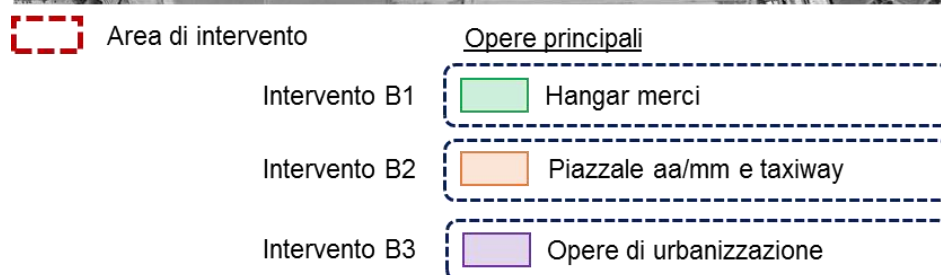 Area di intervento
Opere principali
Intervento B1
Hangar merci
Intervento B2
Piazzale aa/mm e taxiway
Intervento B3
Opere di urbanizzazione